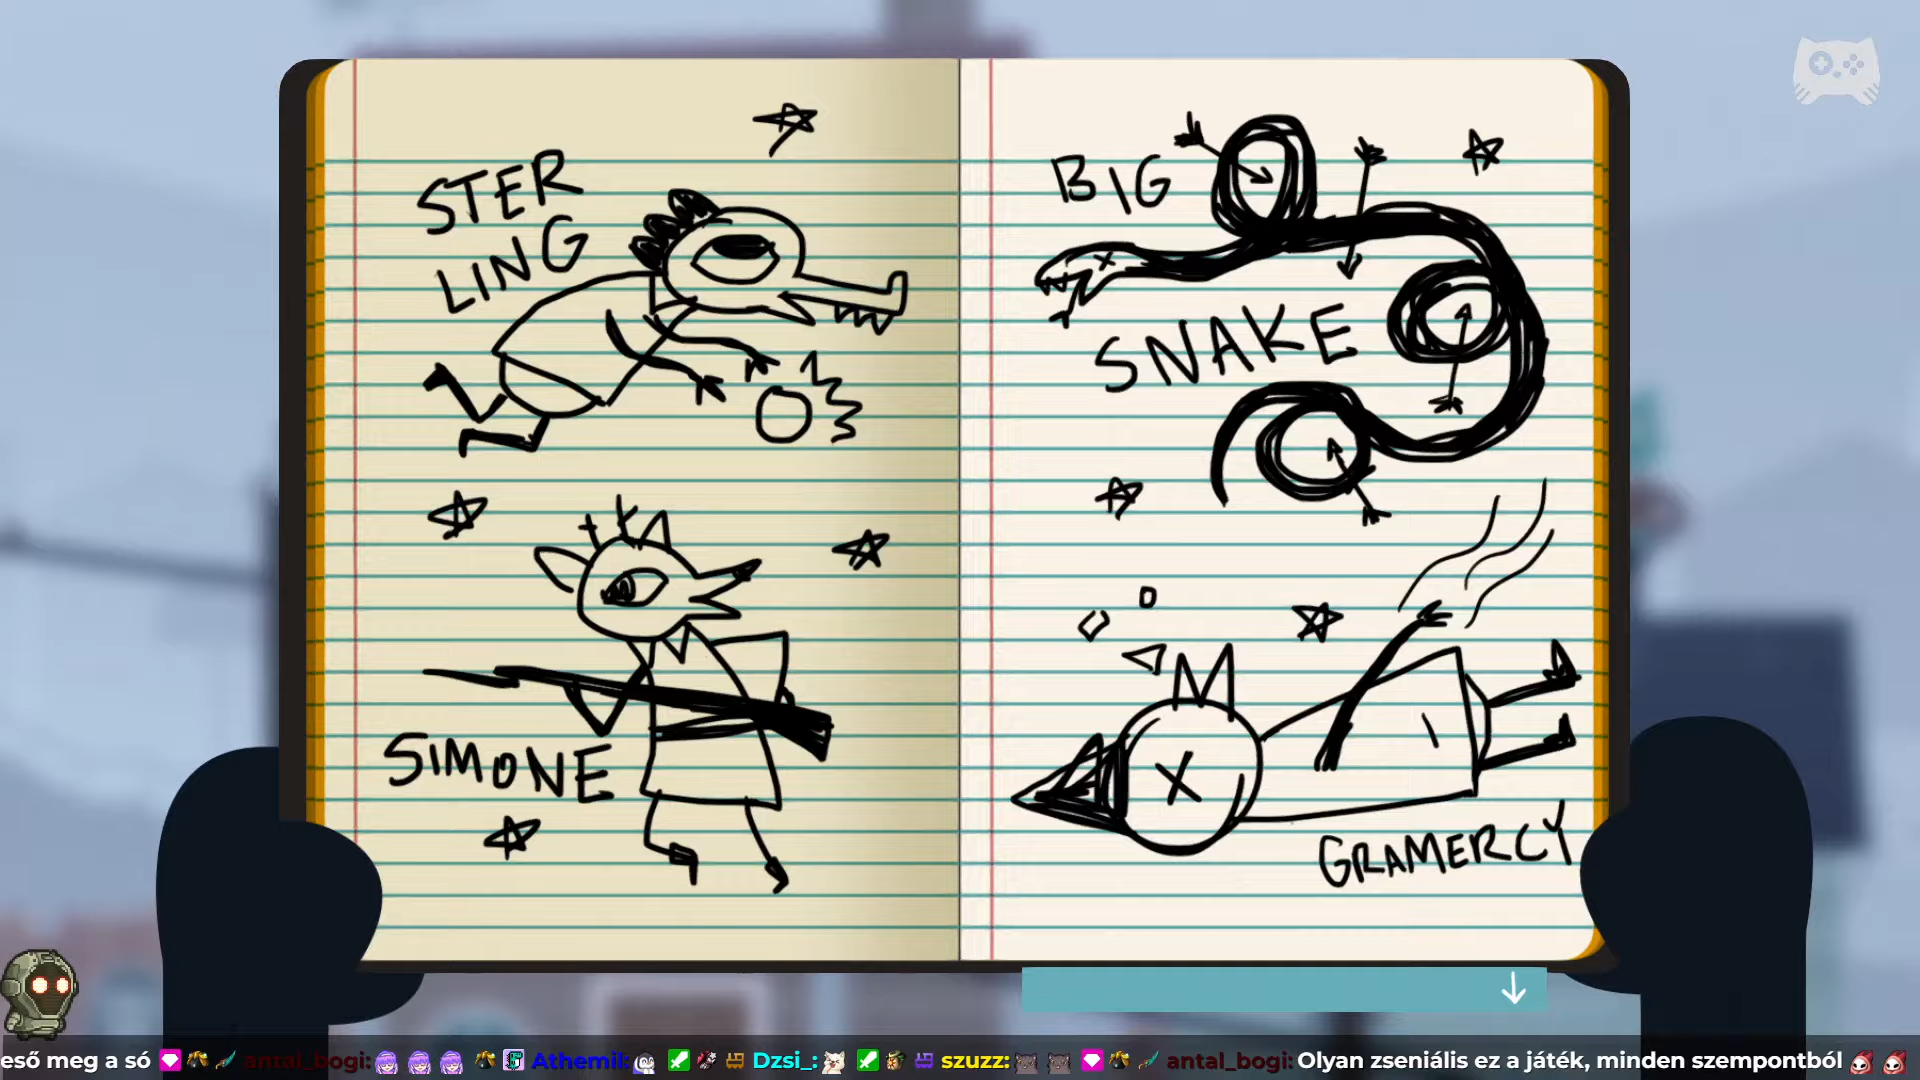 STER
LING
BIG
SNAKE
SIMONE
GRAMERCY
eső meg a só antal_bogi: Athemil: Dzsi_: szuzz: antal_bogi: Olyan zseniális ez a játék, minden szempontból